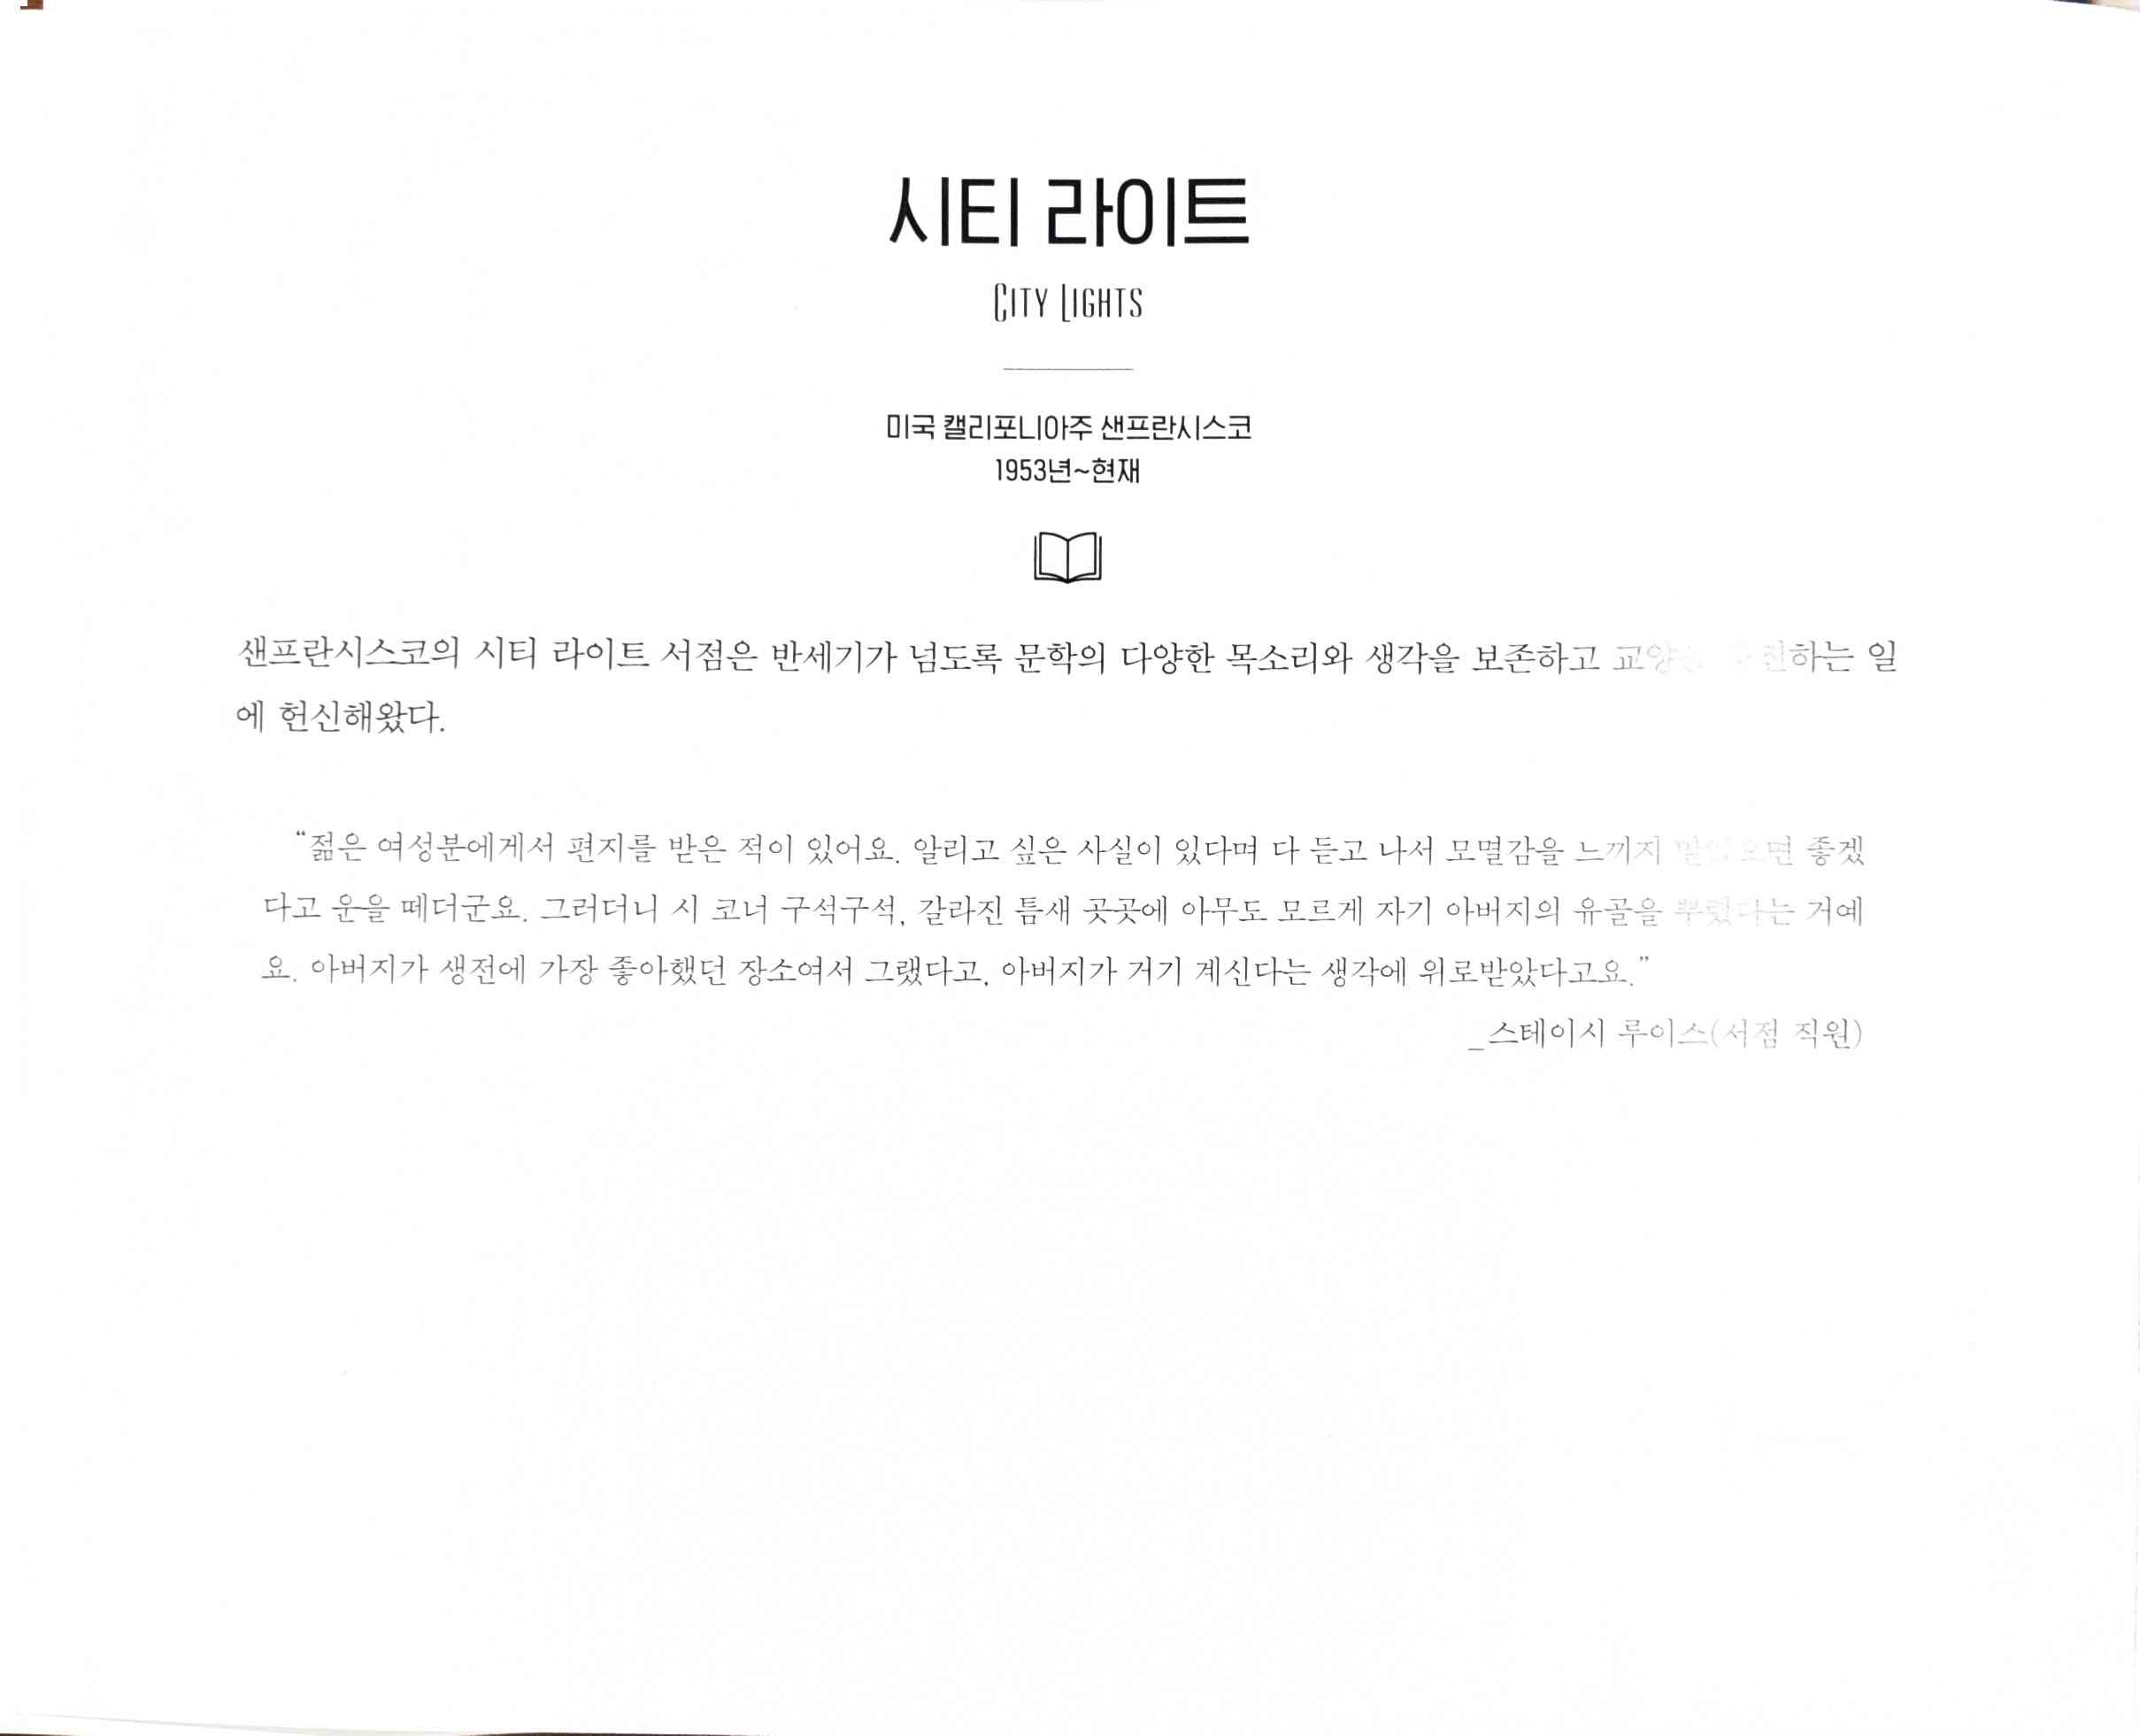 시티 라이트
CITY LIGHTS
미국 캘리포니아주 샌프란시스코
1953년~현재
샌프란시스코의 시티 라이트 서점은 반세기가 넘도록 문학의 다양한 목소리와 생각을 보존하고 일
에 헌신해왔다.
“젊은 여성분에게서 편지를 받은 적이 있어요. 알리고 싶은 사실이 있다며 다 듣고 나서 모멸감을 느끼지 좋겠
다고 운을 떼더군요. 그러더니 시 코너 구석구석, 갈라진 틈새 곳곳에 아무도 모르게 자기 아버지의 유골을 뿌렸다는 거예
요. 아버지가 생전에 가장 좋아했던 장소여서 그랬다고, 아버지가 거기 계신다는 생각에 위로받았다고요.”
_스테이시 루이스(서점 직원)